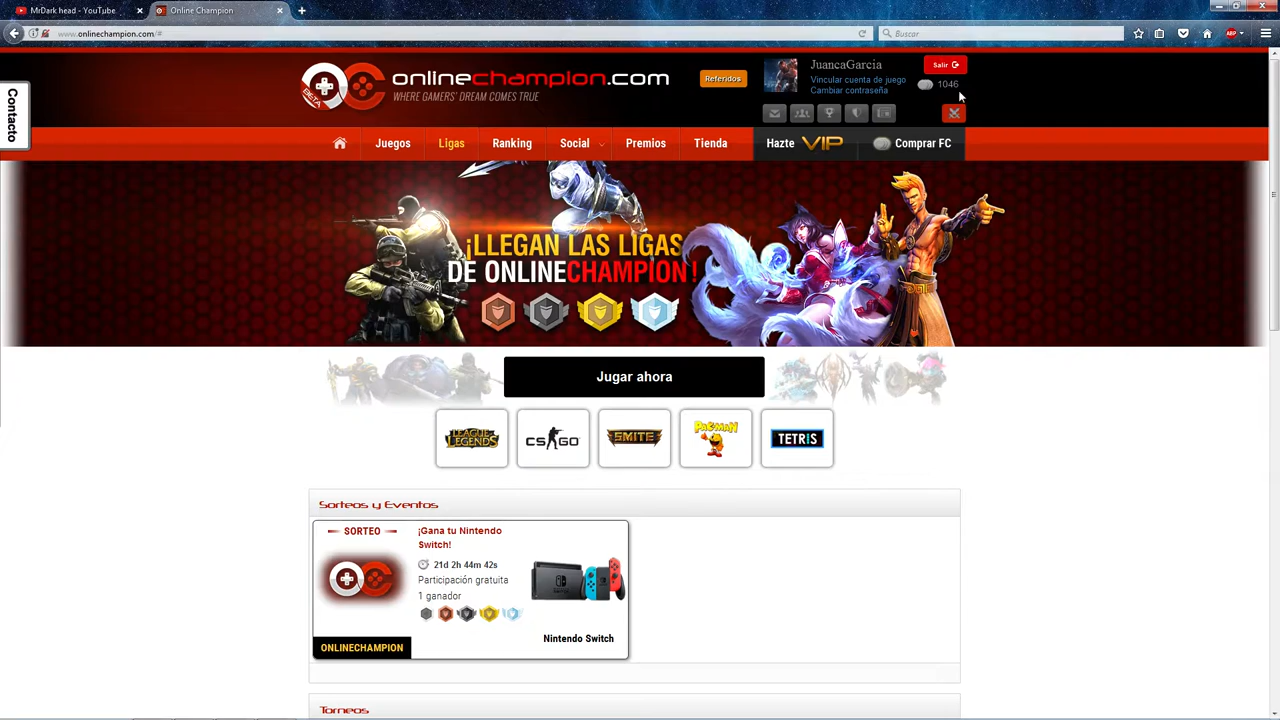 MrDark head - YouTube
Online Champion
www.onlinechampion.com/#
Buscar
ABP
Contacto
BETA
onlinechampion.com
WHERE GAMERS' DREAM COMES TRUE
Referidos
JuancaGarcia
Vincular cuenta de juego
Cambiar contraseña
Salir
1046
Juegos
Ligas
Ranking
Social
Premios
Tienda
Hazte VIP
Comprar FC
¡LLEGAN LAS LIGAS
DE ONLINECHAMPION!
Jugar ahora
LEAGUE OF LEGENDS
CS GO
SMITE
PAC-MAN
TETRIS
Sorteos y Eventos
SORTEO
¡Gana tu Nintendo
Switch!
21d 2h 44m 42s
Participación gratuita
1 ganador
Nintendo Switch
ONLINECHAMPION
Torneos